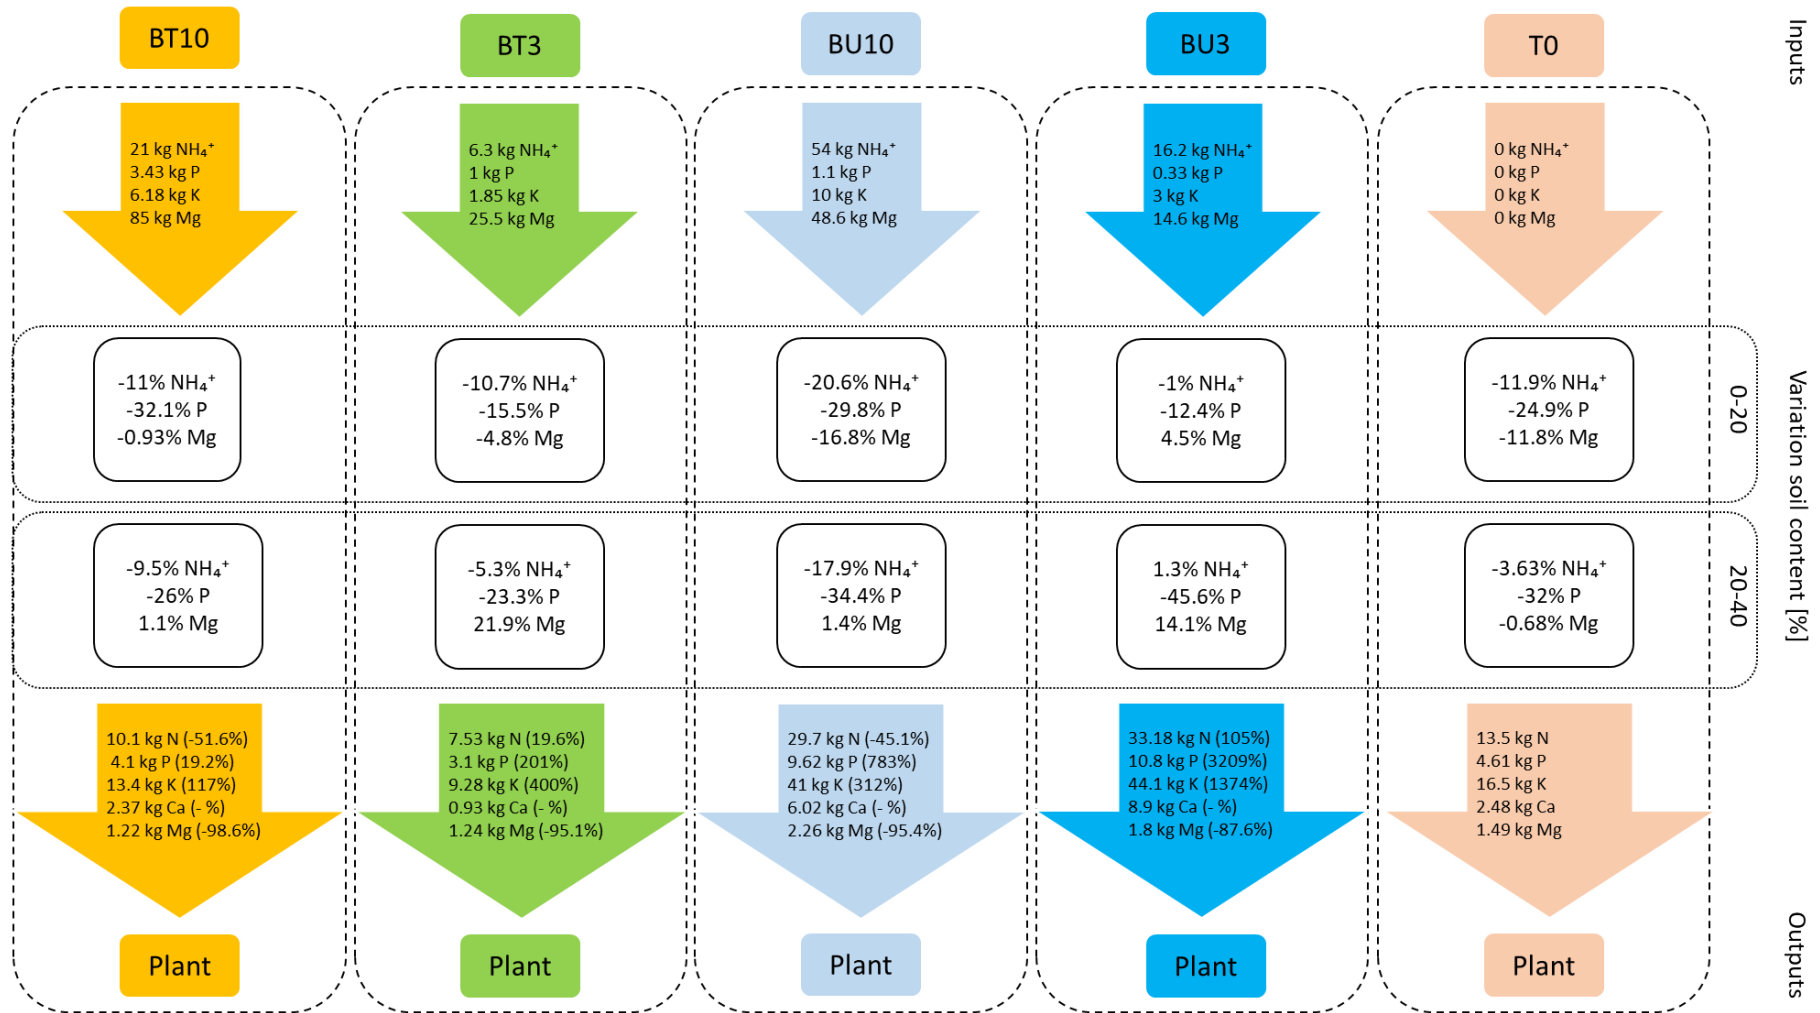 BT10
BT3
BU10
BU3
T0
Inputs
21 kg NH₄⁺
3.43 kg P
6.18 kg K
85 kg Mg
6.3 kg NH₄⁺
1 kg P
1.85 kg K
25.5 kg Mg
54 kg NH₄⁺
1.1 kg P
10 kg K
48.6 kg Mg
16.2 kg NH₄⁺
0.33 kg P
3 kg K
14.6 kg Mg
0 kg NH₄⁺
0 kg P
0 kg K
0 kg Mg
-11% NH₄⁺
-32.1% P
-0.93% Mg
-10.7% NH₄⁺
-15.5% P
-4.8% Mg
-20.6% NH₄⁺
-29.8% P
-16.8% Mg
-1% NH₄⁺
-12.4% P
4.5% Mg
-11.9% NH₄⁺
-24.9% P
-11.8% Mg
0-20
Variation soil content [%]
-9.5% NH₄⁺
-26% P
1.1% Mg
-5.3% NH₄⁺
-23.3% P
21.9% Mg
-17.9% NH₄⁺
-34.4% P
1.4% Mg
1.3% NH₄⁺
-45.6% P
14.1% Mg
-3.63% NH₄⁺
-32% P
-0.68% Mg
20-40
10.1 kg N (-51.6%)
4.1 kg P (19.2%)
13.4 kg K (117%)
2.37 kg Ca (- %)
1.22 kg Mg (-98.6%)
7.53 kg N (19.6%)
3.1 kg P (201%)
9.28 kg K (400%)
0.93 kg Ca (- %)
1.24 kg Mg (-95.1%)
29.7 kg N (-45.1%)
9.62 kg P (783%)
41 kg K (312%)
6.02 kg Ca (- %)
2.26 kg Mg (-95.4%)
33.18 kg N (105%)
10.8 kg P (3209%)
44.1 kg K (1374%)
8.9 kg Ca (- %)
1.8 kg Mg (-87.6%)
13.5 kg N
4.61 kg P
16.5 kg K
2.48 kg Ca
1.49 kg Mg
Plant
Plant
Plant
Plant
Plant
Outputs